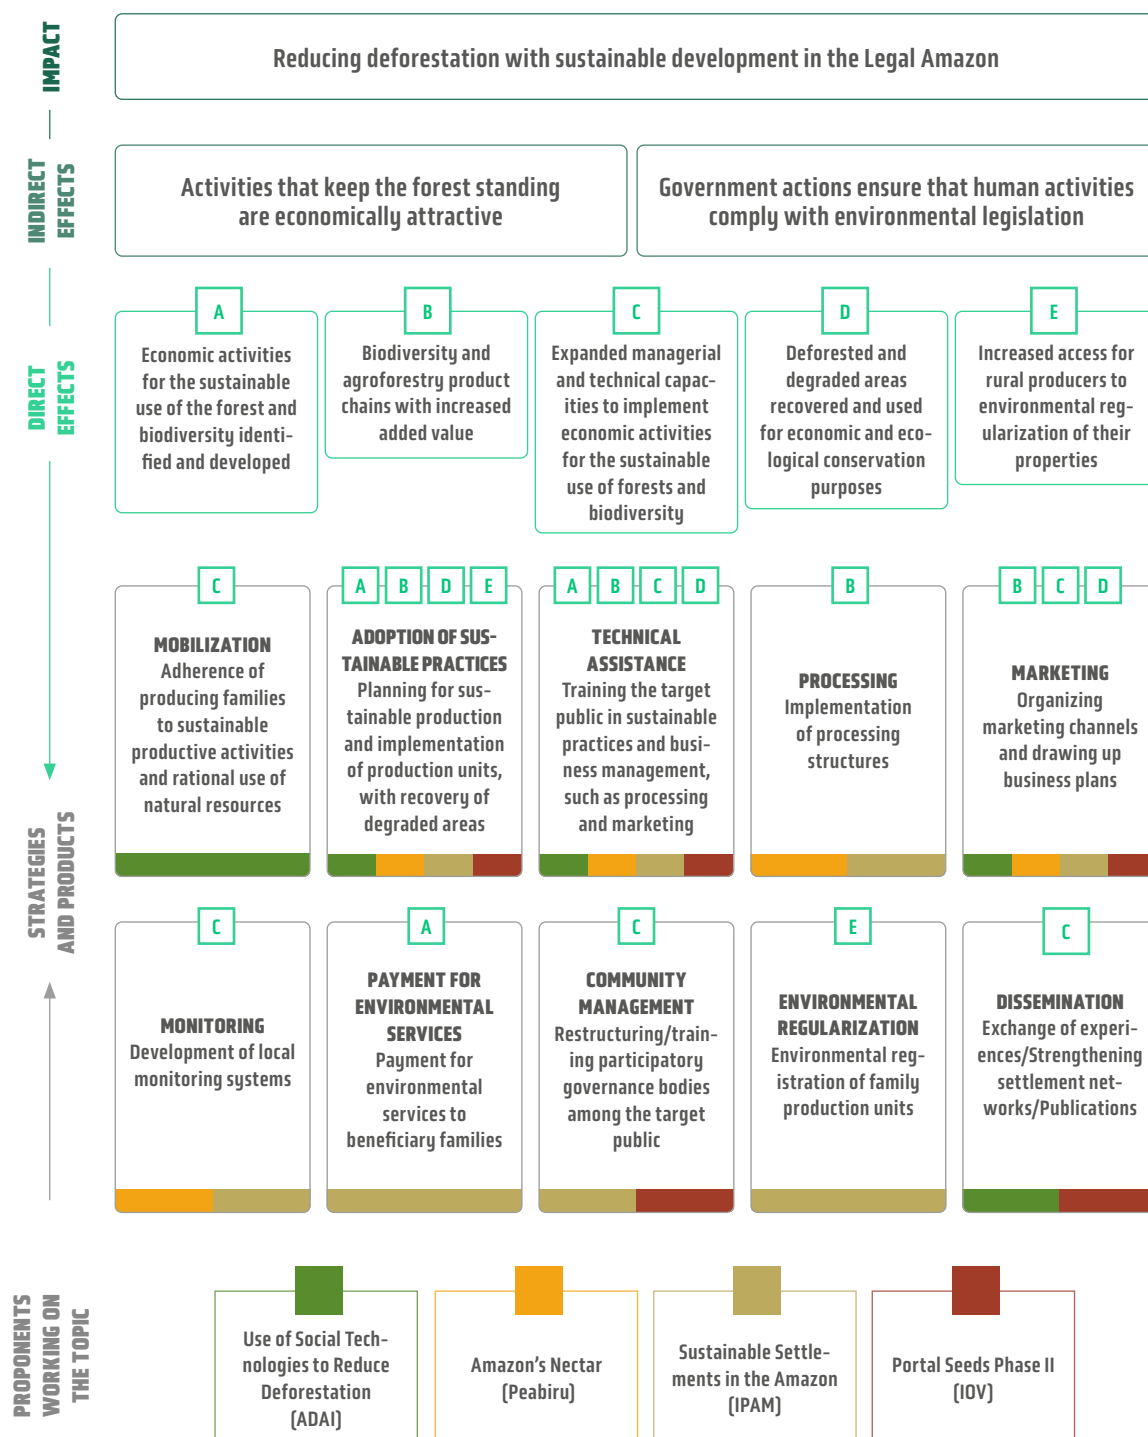 IMPACT
Reducing deforestation with sustainable development in the Legal Amazon
INDIRECT
EFFECTS
Activities that keep the forest standing
are economically attractive
Government actions ensure that human activities
comply with environmental legislation
DIRECT
EFFECTS
A
Economic activities
for the sustainable
use of the forest and
biodiversity identi-
fied and developed
B
Biodiversity and
agroforestry product
chains with increased
added value
C
Expanded managerial
and technical capac-
ities to implement
economic activities
for the sustainable
use of forests and
biodiversity
D
Deforested and
degraded areas
recovered and used
for economic and eco-
logical conservation
purposes
E
Increased access for
rural producers to
environmental reg-
ularization of their
properties
STRATEGIES
AND PRODUCTS
C
MOBILIZATION
Adherence of
producing families
to sustainable
productive activities
and rational use of
natural resources
A B D E
ADOPTION OF SUS-
TAINABLE PRACTICES
Planning for sus-
tainable production
and implementation
of production units,
with recovery of
degraded areas
A B C D
TECHNICAL
ASSISTANCE
Training the target
public in sustainable
practices and busi-
ness management,
such as processing
and marketing
B
PROCESSING
Implementation
of processing
structures
B C D
MARKETING
Organizing
marketing channels
and drawing up
business plans
C
MONITORING
Development of local
monitoring systems
A
PAYMENT FOR
ENVIRONMENTAL
SERVICES
Payment for
environmental
services to
beneficiary families
C
COMMUNITY
MANAGEMENT
Restructuring/train-
ing participatory
governance bodies
among the target
public
E
ENVIRONMENTAL
REGULARIZATION
Environmental reg-
istration of family
production units
C
DISSEMINATION
Exchange of experi-
ences/Strengthening
settlement net-
works/Publications
PROPONENTS
WORKING ON
THE TOPIC
Use of Social Tech-
nologies to Reduce
Deforestation
(ADAI)
Amazon's Nectar
(Peabiru)
Sustainable Settle-
ments in the Amazon
(IPAM)
Portal Seeds Phase II
(IOV)